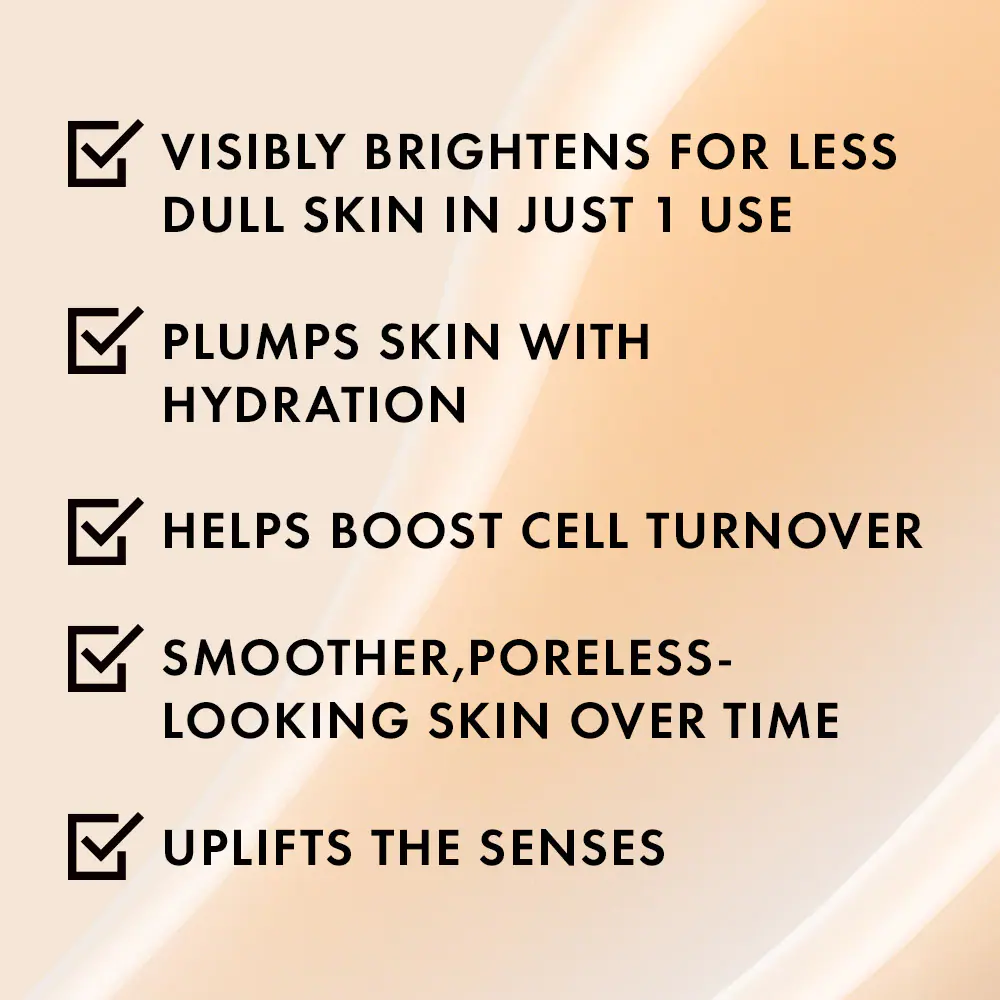 VISIBLY BRIGHTENS FOR LESS
DULL SKIN IN JUST 1 USE
PLUMPS SKIN WITH
HYDRATION
HELPS BOOST CELL TURNOVER
SMOOTHER,PORELESS-
LOOKING SKIN OVER TIME
UPLIFTS THE SENSES